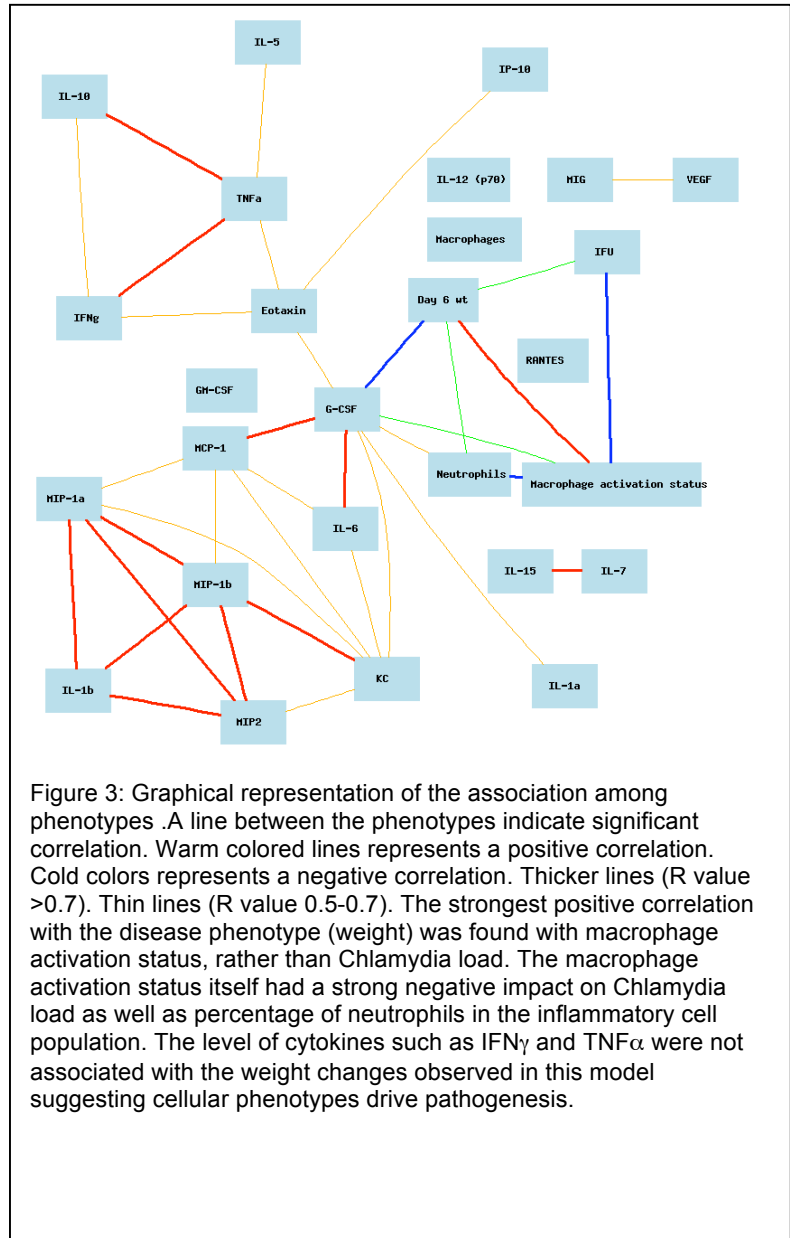 IL-5
IP-10
IL-10
IL-12 (p70)
MIG
VEGF
TNFa
Macrophages
IFU
Day 6 wt
IFNg
Eotaxin
RANTES
GM-CSF
G-CSF
MCP-1
Neutrophils
Macrophage activation status
MIP-1a
IL-6
IL-15
IL-7
MIP-1b
KC
IL-1b
IL-1a
MIP2
Figure 3: Graphical representation of the association among
phenotypes .A line between the phenotypes indicate significant
correlation. Warm colored lines represents a positive correlation.
Cold colors represents a negative correlation. Thicker lines (R value
>0.7). Thin lines (R value 0.5-0.7). The strongest positive correlation
with the disease phenotype (weight) was found with macrophage
activation status, rather than Chlamydia load. The macrophage
activation status itself had a strong negative impact on Chlamydia
load as well as percentage of neutrophils in the inflammatory cell
population. The level of cytokines such as IFNγ and TNFα were not
associated with the weight changes observed in this model
suggesting cellular phenotypes drive pathogenesis.